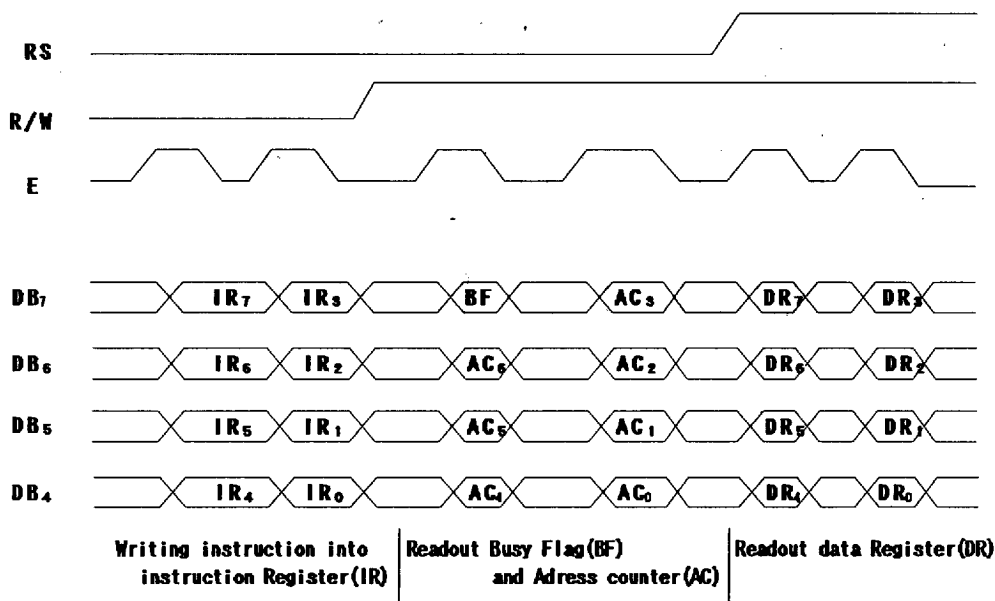 RS
R/W
E
DB₇ IR₇ IR₃ BF AC₃ DR₇ DR₃
DB₆ IR₆ IR₂ AC₆ AC₂ DR₆ DR₂
DB₅ IR₅ IR₁ AC₅ AC₁ DR₅ DR₁
DB₄ IR₄ IR₀ AC₄ AC₀ DR₄ DR₀
Writing instruction into
instruction Register(IR)
Readout Busy Flag(BF)
and Adress counter(AC)
Readout data Register(DR)